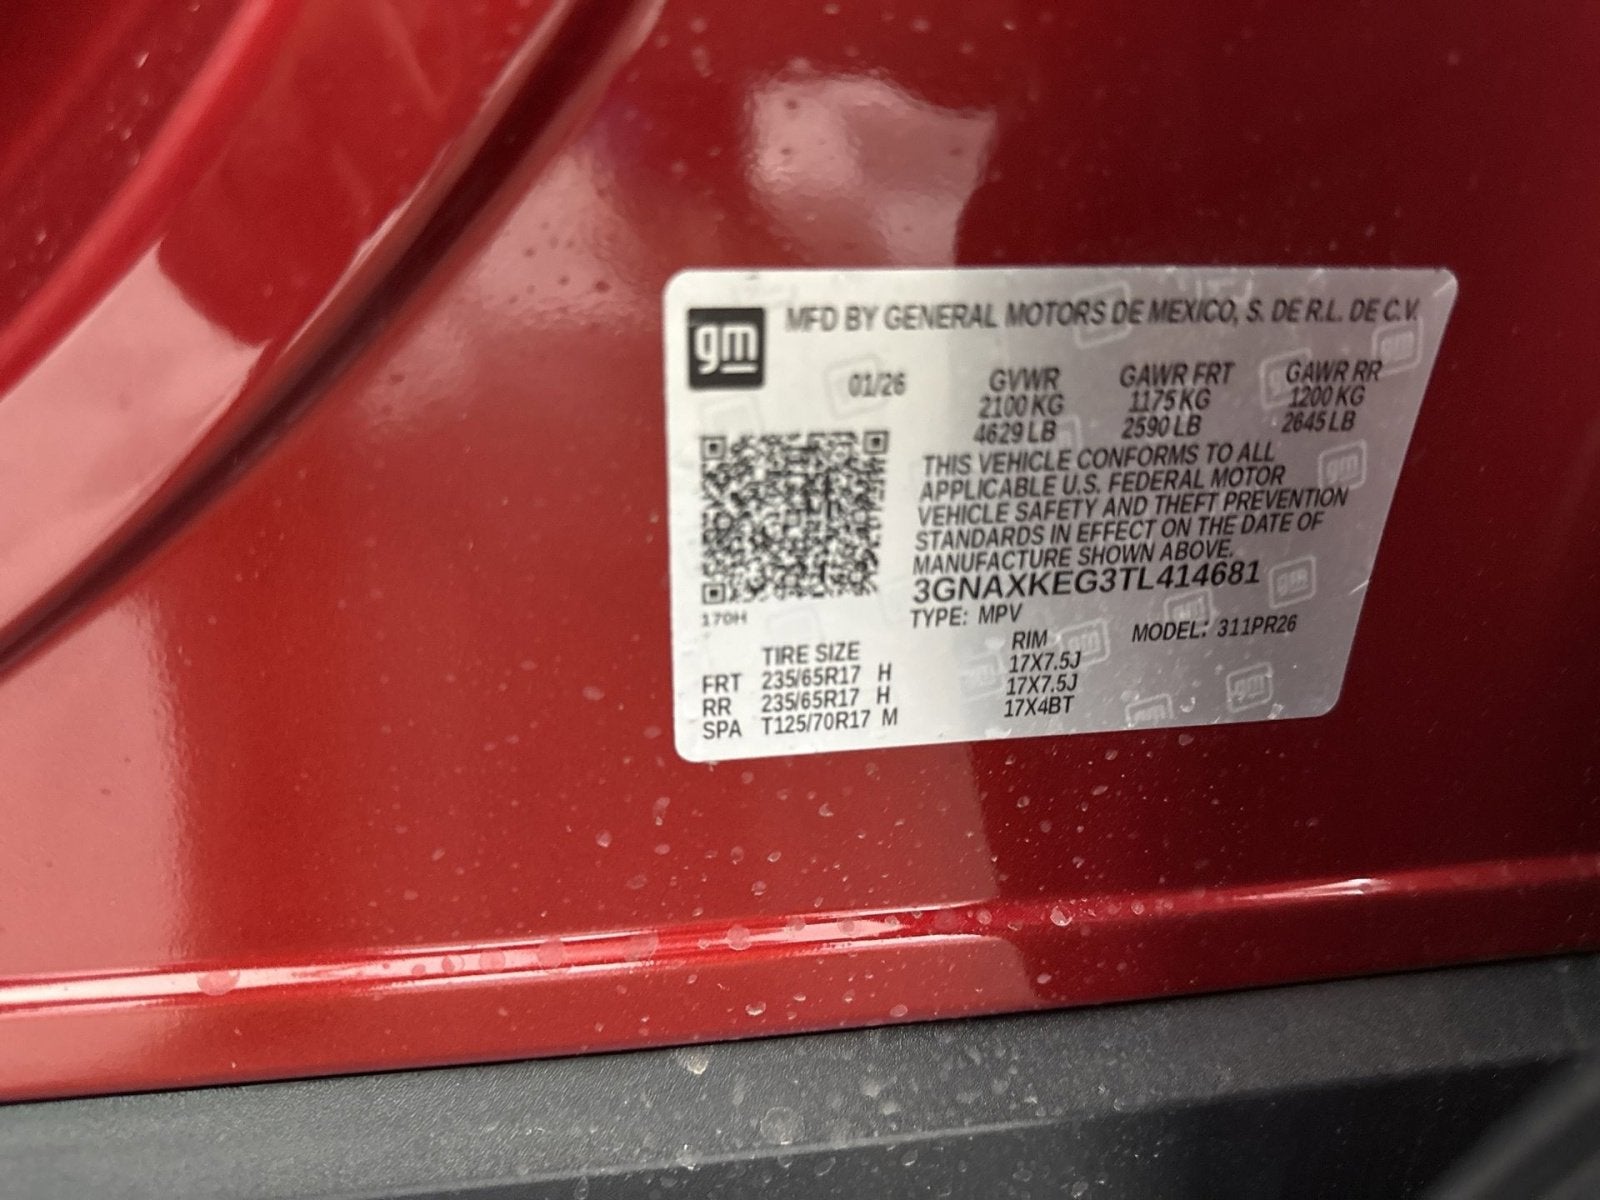 gm MFD BY GENERAL MOTORS DE MEXICO, S. DE R.L. DE C.V.
01/26 GVWR GAWR FRT GAWR RR
2100 KG 1175 KG 1200 KG
4629 LB 2590 LB 2645 LB
THIS VEHICLE CONFORMS TO ALL
APPLICABLE U.S. FEDERAL MOTOR
VEHICLE SAFETY AND THEFT PREVENTION
STANDARDS IN EFFECT ON THE DATE OF
MANUFACTURE SHOWN ABOVE.
3GNAXKEG3TL414681
170H
TYPE: MPV MODEL: 311PR26
TIRE SIZE RIM
FRT 235/65R17 H 17X7.5J
RR 235/65R17 H 17X7.5J
SPA T125/70R17 M 17X4BT